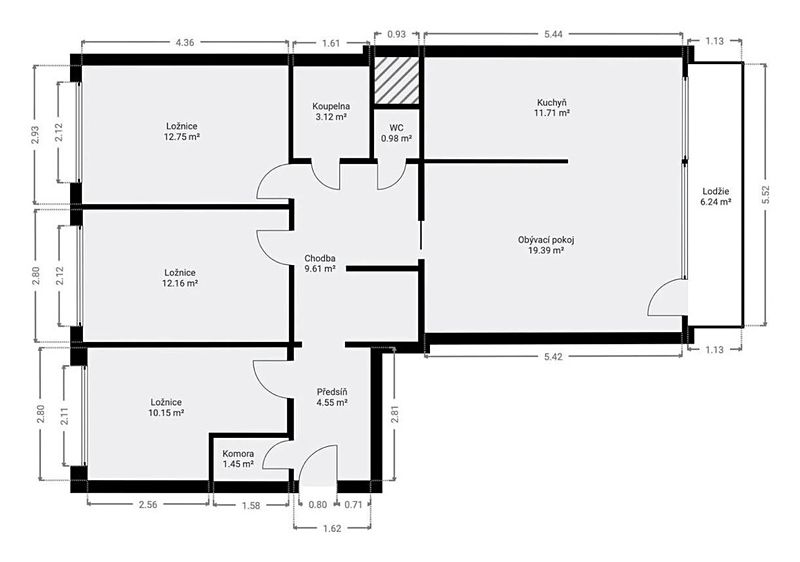 0.93
4.36
1.61
5.44
1.13
2.93
2.12
Ložnice
12.75 m²
Koupelna
3.12 m²
WC
0.98 m²
Kuchyň
11.71 m²
Lodžie
6.24 m²
5.52
2.80
2.12
Ložnice
12.16 m²
Chodba
9.61 m²
Obývací pokoj
19.39 m²
1.13
5.42
2.80
2.11
Ložnice
10.15 m²
Předsíň
4.55 m²
2.81
Komora
1.45 m²
2.56
1.58
0.80
0.71
1.62